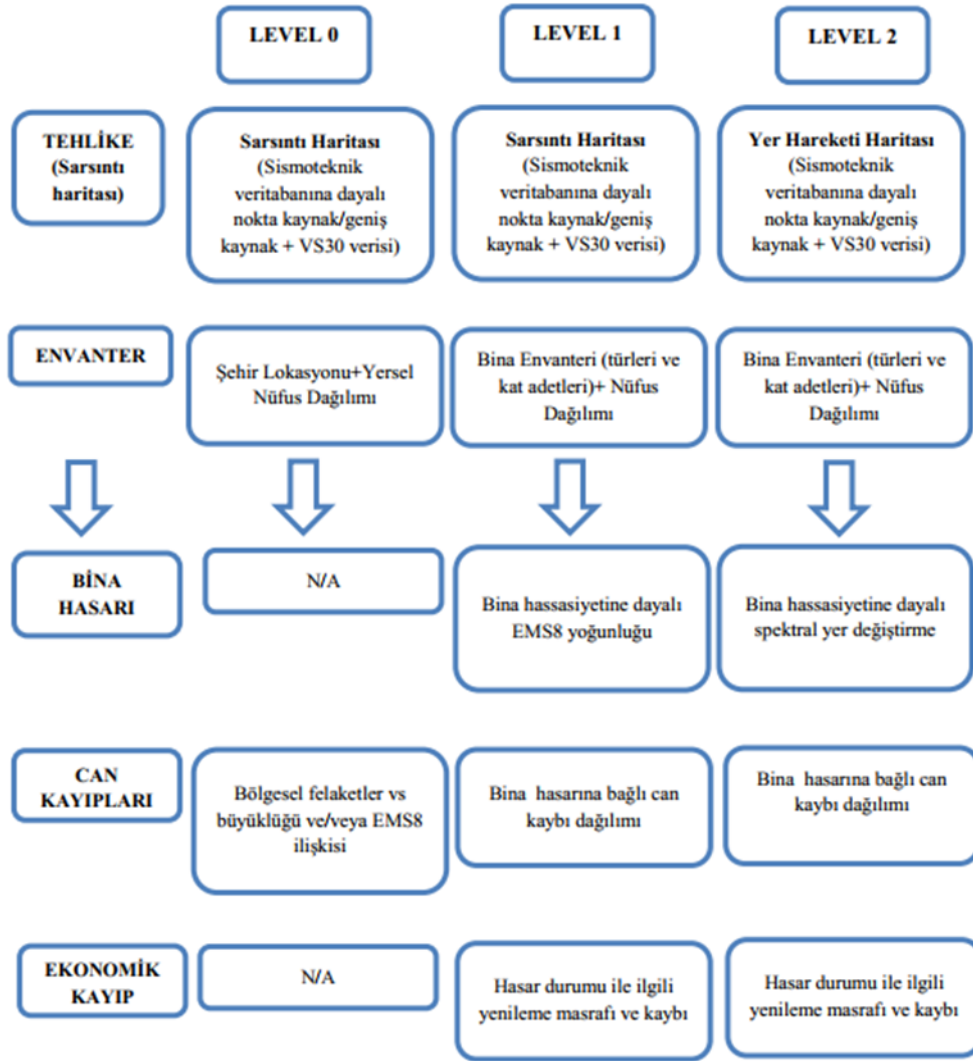 LEVEL 0
LEVEL 1
LEVEL 2
TEHLİKE
(Sarsıntı
haritası)
Sarsıntı Haritası
(Sismoteknik
veritabanına dayalı
nokta kaynak/geniş
kaynak + VS30 verisi)
Sarsıntı Haritası
(Sismoteknik
veritabanına dayalı
nokta kaynak/geniş
kaynak + VS30 verisi)
Yer Hareketi Haritası
(Sismoteknik
veritabanına dayalı
nokta kaynak/geniş
kaynak + VS30 verisi)
ENVANTER
Şehir Lokasyonu+Yersel
Nüfus Dağılımı
Bina Envanteri (türleri ve
kat adetleri)+ Nüfus
Dağılımı
Bina Envanteri (türleri ve
kat adetleri)+ Nüfus
Dağılımı
BİNA
HASARI
N/A
Bina hassasiyetine dayalı
EMS8 yoğunluğu
Bina hassasiyetine dayalı
spektral yer değiştirme
CAN
KAYIPLARI
Bölgesel felaketler vs
büyüklüğü ve/veya EMS8
ilişkisi
Bina hasarına bağlı can
kaybı dağılımı
Bina hasarına bağlı can
kaybı dağılımı
EKONOMİK
KAYIP
N/A
Hasar durumu ile ilgili
yenileme masrafı ve kaybı
Hasar durumu ile ilgili
yenileme masrafı ve kaybı